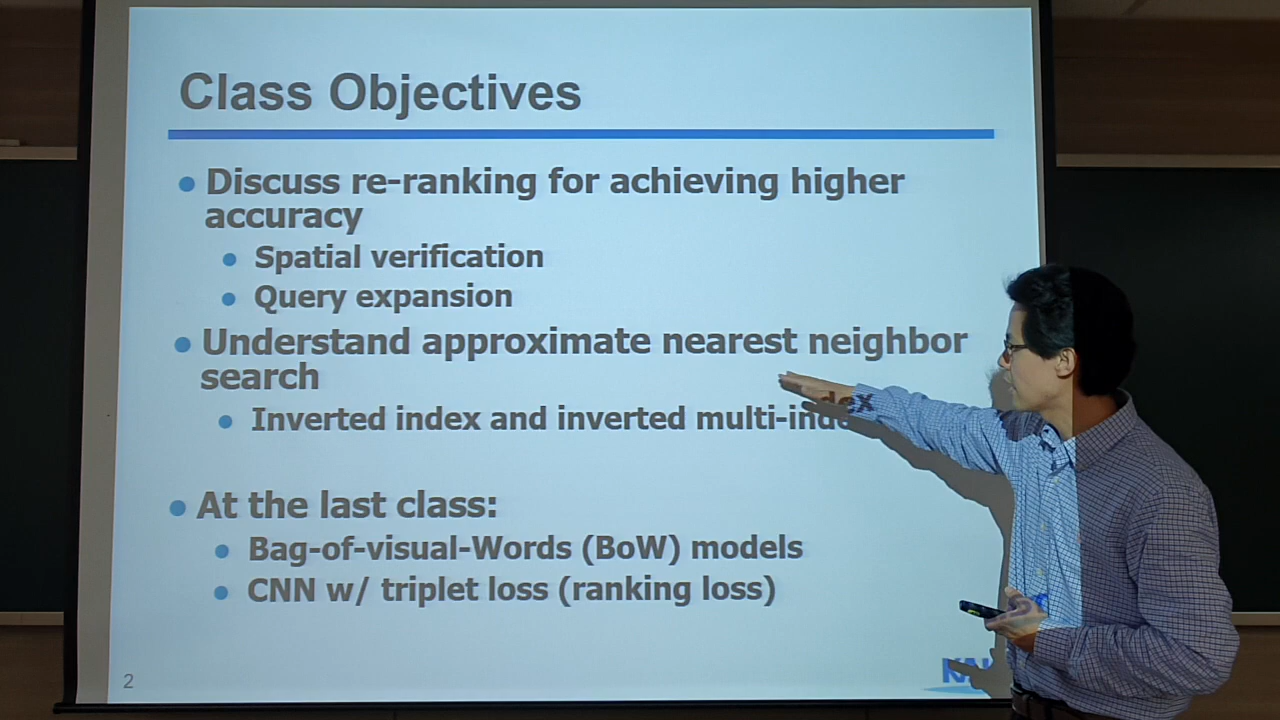 Class Objectives
Discuss re-ranking for achieving higher
accuracy
Spatial verification
Query expansion
Understand approximate nearest neighbor
search
Inverted index and inverted multi-index
At the last class:
Bag-of-visual-Words (BoW) models
CNN w/ triplet loss (ranking loss)
2